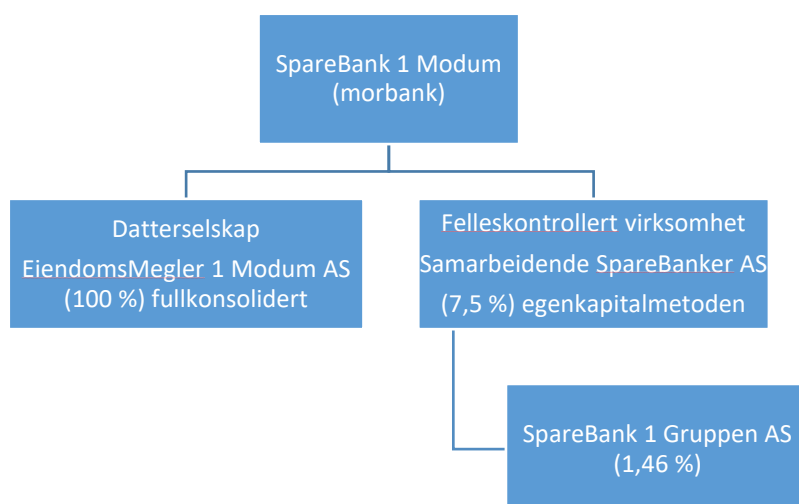 SpareBank 1 Modum
(morbank)
Datterselskap
EiendomsMegler 1 Modum AS
(100 %) fullkonsolidert
Felleskontrollert virksomhet
Samarbeidende SpareBanker AS
(7,5 %) egenkapitalmetoden
SpareBank 1 Gruppen AS
(1,46 %)